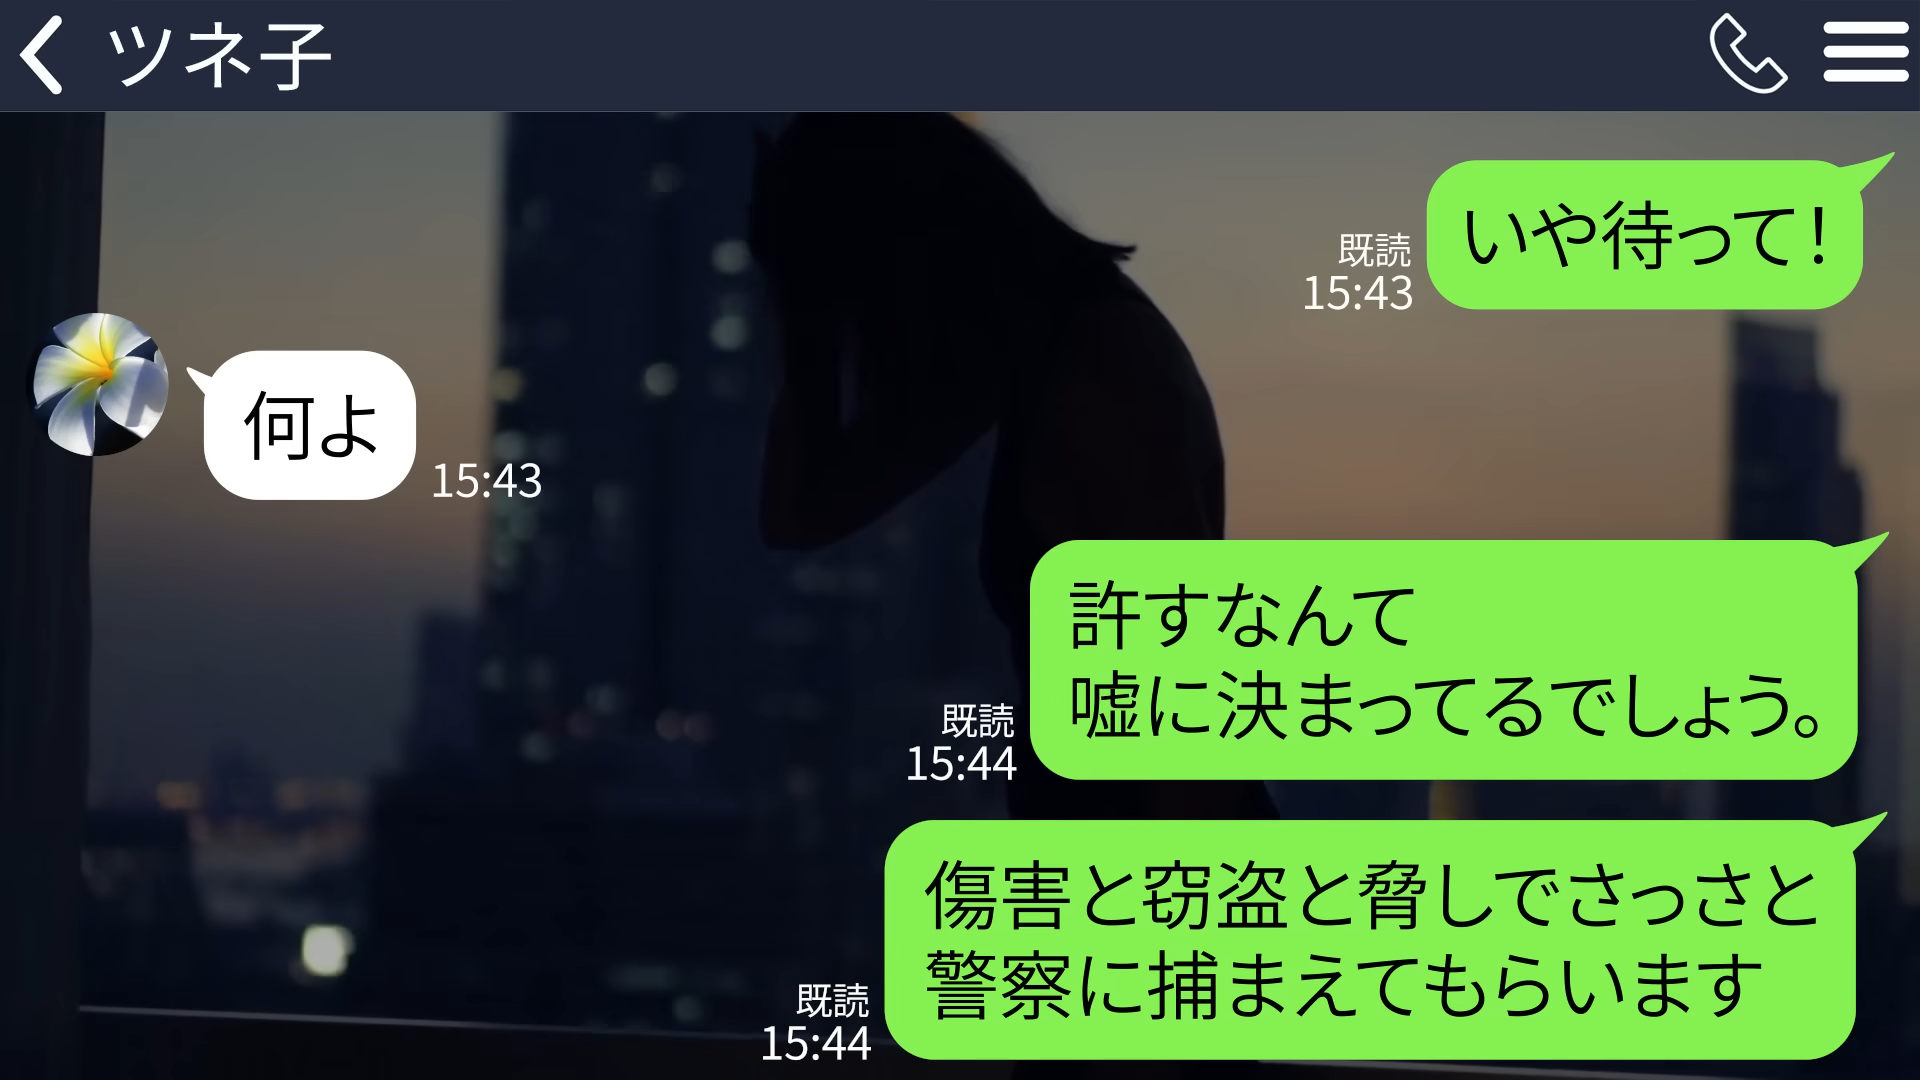 ツネ子
いや待って！
既読
15:43
何よ
15:43
許すなんて
嘘に決まってるでしょう。
既読
15:44
傷害と窃盗と脅しでさっさと
警察に捕まえてもらいます
既読
15:44